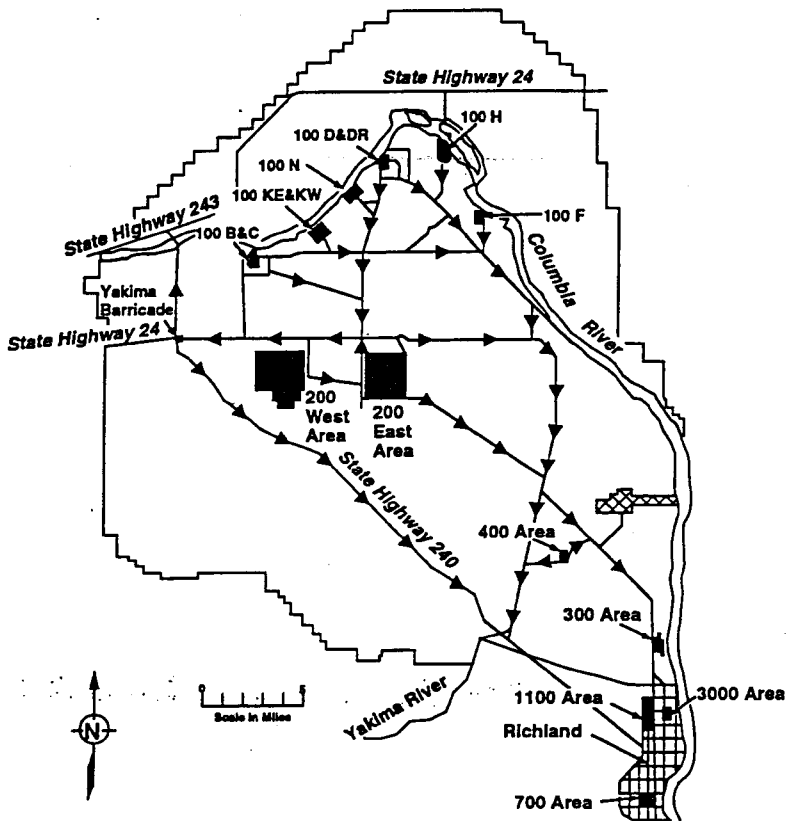 State Highway 24
100 H
100 D&DR
100 N
100 KE&KW
100 F
State Highway 243
100 B&C
Columbia
River
Yakima
Barricade
State Highway 24
200
West
Area
200
East
Area
State Highway 240
400 Area
300 Area
3000 Area
1100 Area
Yakima River
Richland
700 Area
0 5
Scale in Miles
N